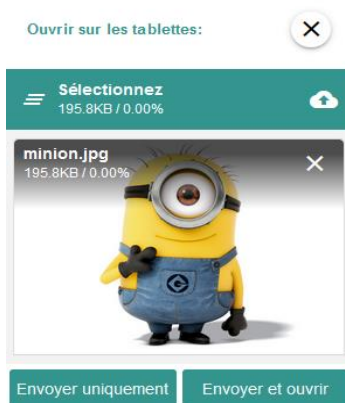 Ouvrir sur les tablettes:
Sélectionnez
195.8KB / 0.00%
minion.jpg
195.8KB / 0.00%
Envoyer uniquement
Envoyer et ouvrir